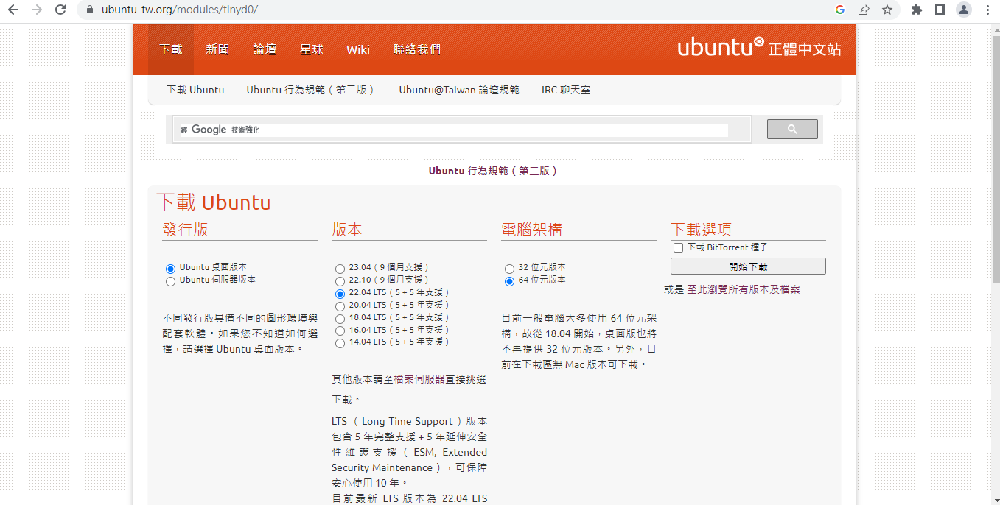 ubuntu-tw.org/modules/tinyd0/
下載 新聞 論壇 星球 Wiki 聯絡我們
ubuntu 正體中文站
下載 Ubuntu Ubuntu 行為規範（第二版） Ubuntu@Taiwan 論壇規範 IRC 聊天室
經 Google 技術強化
Ubuntu 行為規範（第二版）
下載 Ubuntu
發行版
Ubuntu 桌面版本
Ubuntu 伺服器版本
不同發行版具備不同的圖形環境與
配套軟體。如果您不知道如何選
擇，請選擇 Ubuntu 桌面版本。
版本
23.04（9 個月支援）
22.10（9 個月支援）
22.04 LTS（5 + 5 年支援）
20.04 LTS（5 + 5 年支援）
18.04 LTS（5 + 5 年支援）
16.04 LTS（5 + 5 年支援）
14.04 LTS（5 + 5 年支援）
其他版本請至檔案伺服器直接挑選
下載。
LTS（Long Time Support）版本
包含 5 年完整支援 + 5 年延伸安全
性維護支援（ESM, Extended
Security Maintenance），可保障
安心使用 10 年。
目前最新 LTS 版本為 22.04 LTS
電腦架構
32 位元版本
64 位元版本
目前一般電腦大多使用 64 位元架
構，故從 18.04 開始，桌面版也將
不再提供 32 位元版本。另外，目
前在下載區無 Mac 版本可下載。
下載選項
下載 BitTorrent 種子
開始下載
或是 至此瀏覽所有版本及檔案